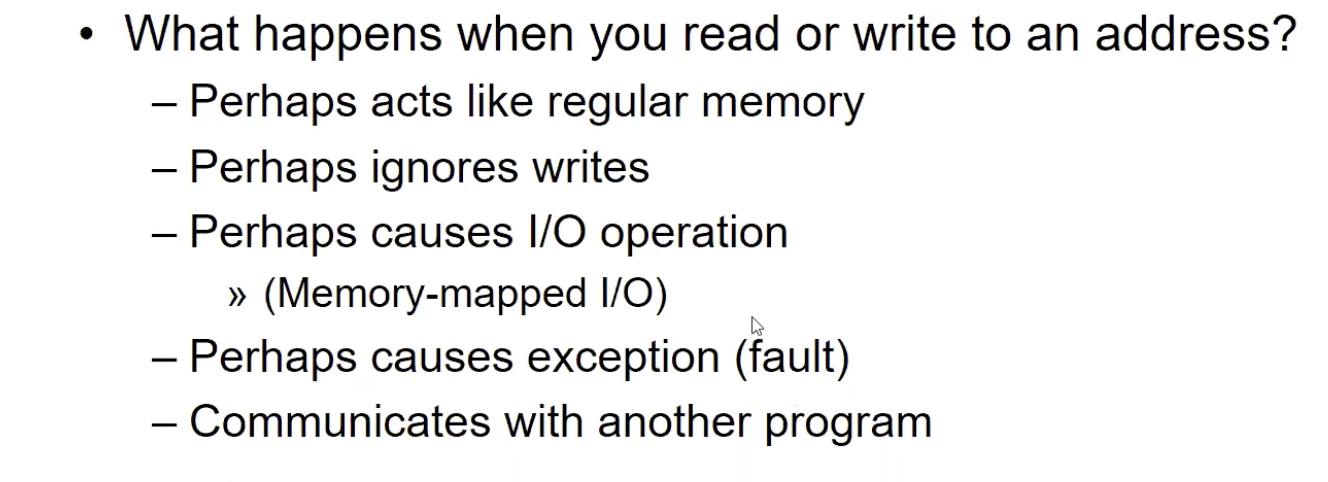 • What happens when you read or write to an address?
– Perhaps acts like regular memory
– Perhaps ignores writes
– Perhaps causes I/O operation
» (Memory-mapped I/O)
– Perhaps causes exception (fault)
– Communicates with another program